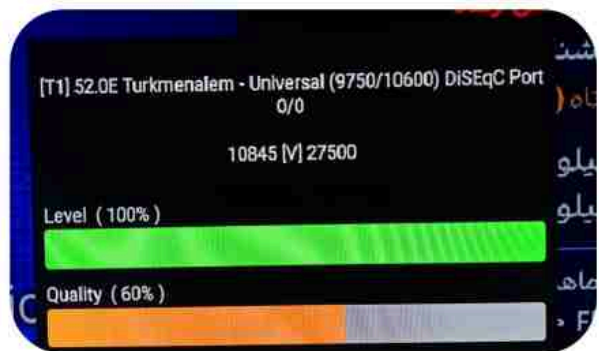 [T1] 52.0E Turkmenalem - Universal (9750/10600) DiSEqC Port
0/0
10845 [V] 27500
Level ( 100% )
Quality ( 60% )